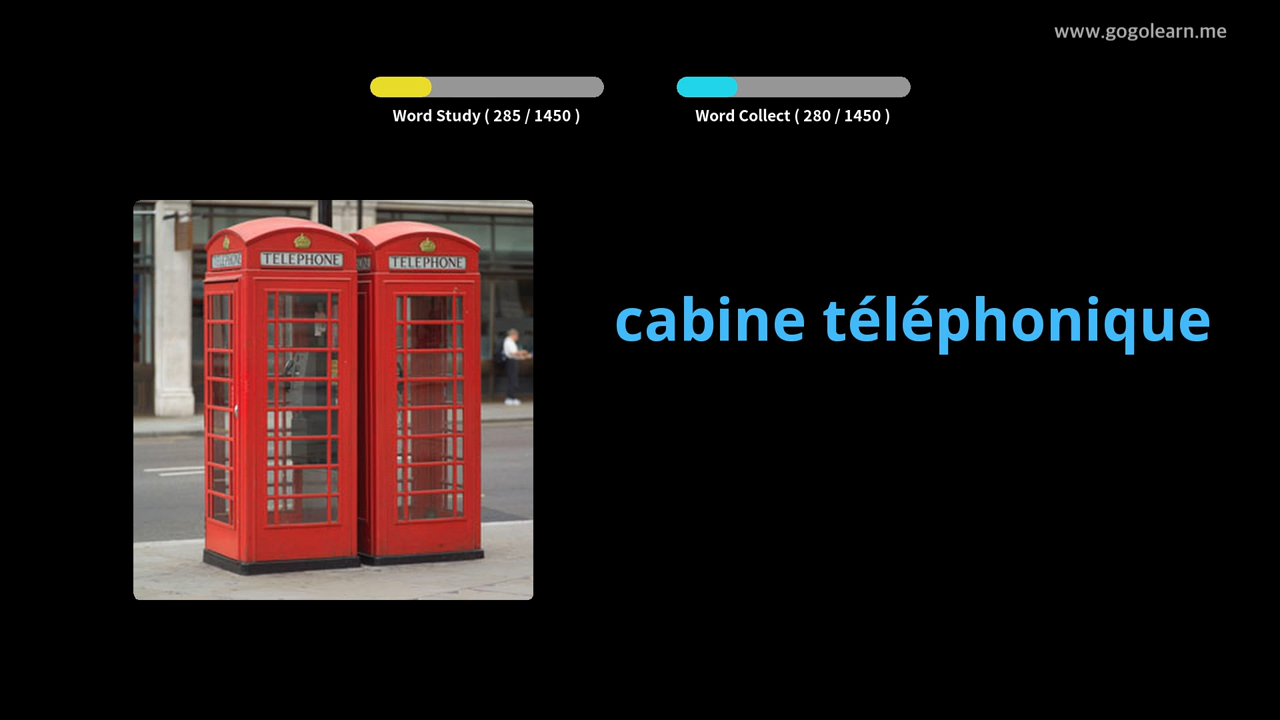 www.gogolearn.me
Word Study ( 285 / 1450 )
Word Collect ( 280 / 1450 )
TELEPHONE
TELEPHONE
cabine téléphonique